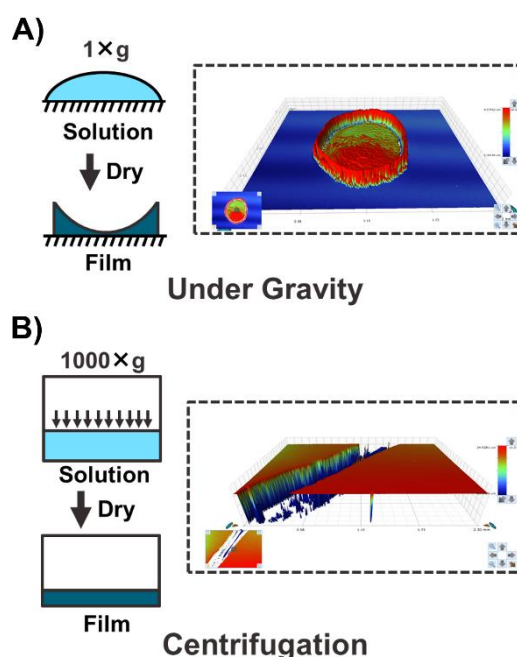 A)
1×g
Solution
Dry
Film
Under Gravity
B)
1000×g
Solution
Dry
Film
Centrifugation